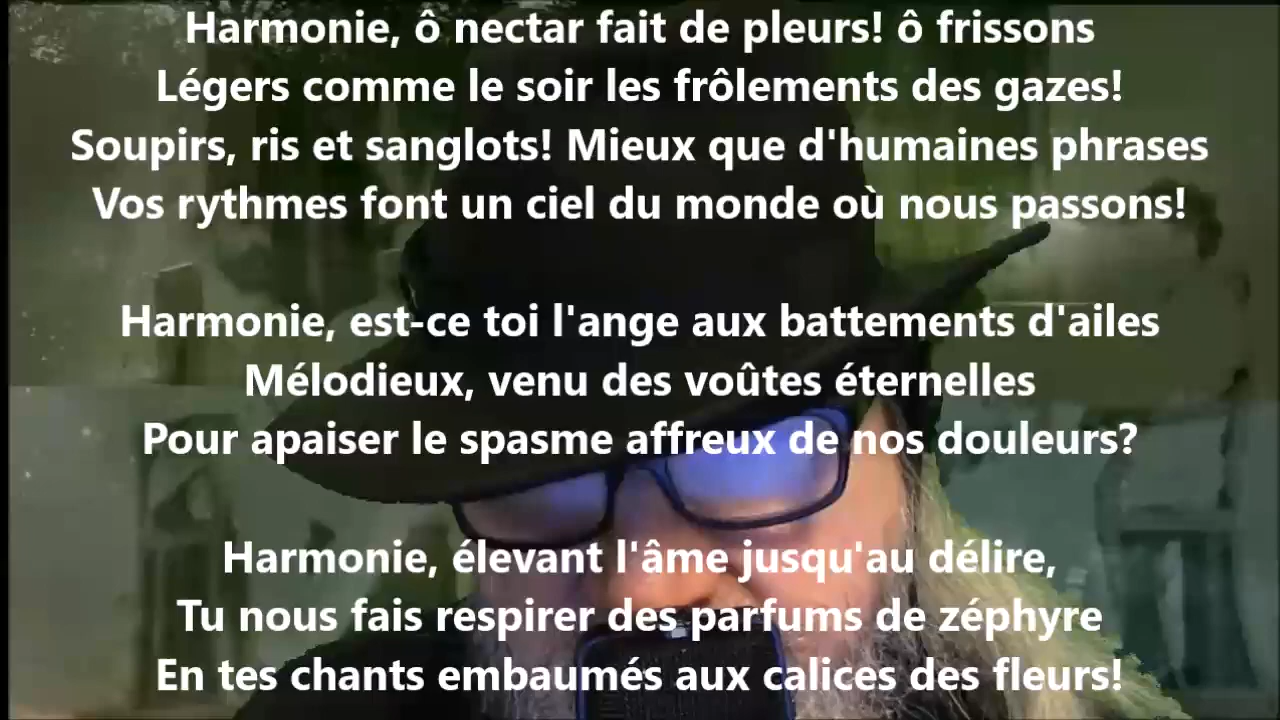 Harmonie, ô nectar fait de pleurs! ô frissons
Légers comme le soir les frôlements des gazes!
Soupirs, ris et sanglots! Mieux que d'humaines phrases
Vos rythmes font un ciel du monde où nous passons!
Harmonie, est-ce toi l'ange aux battements d'ailes
Mélodieux, venu des voûtes éternelles
Pour apaiser le spasme affreux de nos douleurs?
Harmonie, élevant l'âme jusqu'au délire,
Tu nous fais respirer des parfums de zéphyre
En tes chants embaumés aux calices des fleurs!